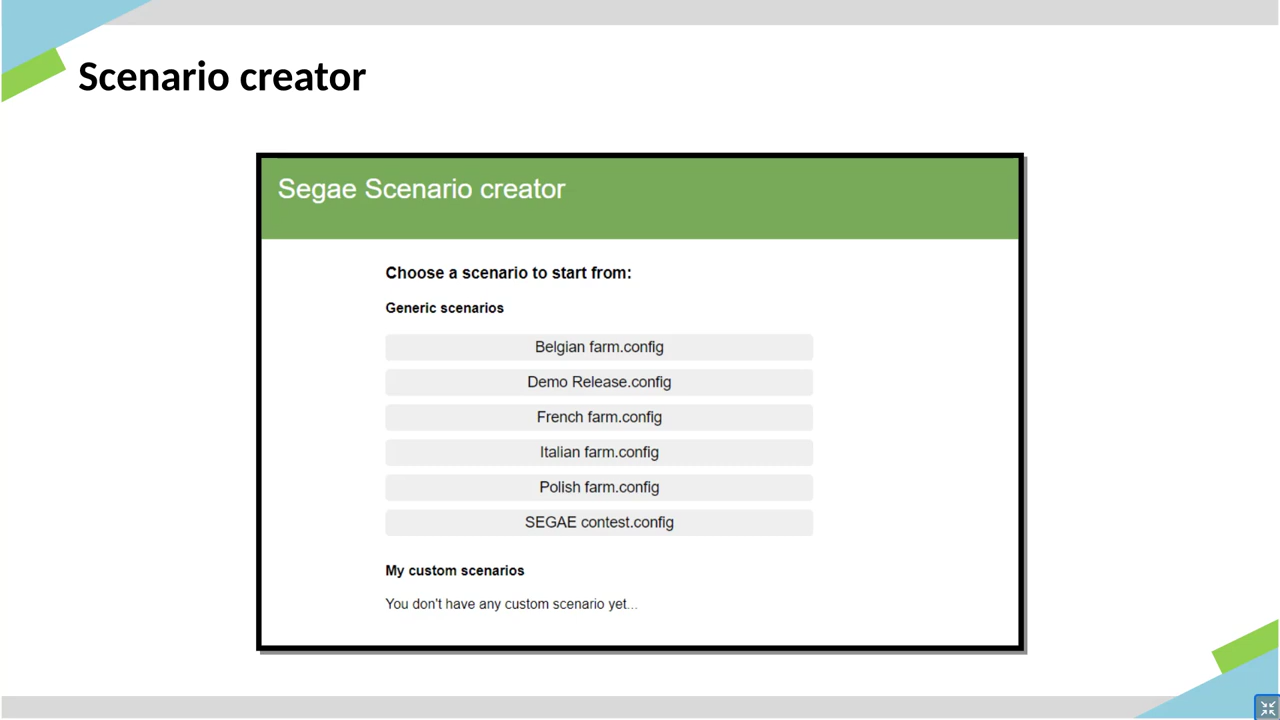 Scenario creator
Segae Scenario creator
Choose a scenario to start from:
Generic scenarios
Belgian farm.config
Demo Release.config
French farm.config
Italian farm.config
Polish farm.config
SEGAE contest.config
My custom scenarios
You don't have any custom scenario yet...